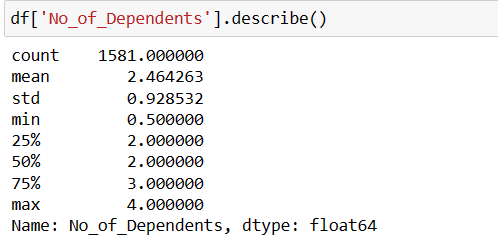 df['No_of_Dependents'].describe()
count    1581.000000
mean        2.464263
std         0.928532
min         0.500000
25%         2.000000
50%         2.000000
75%         3.000000
max         4.000000
Name: No_of_Dependents, dtype: float64